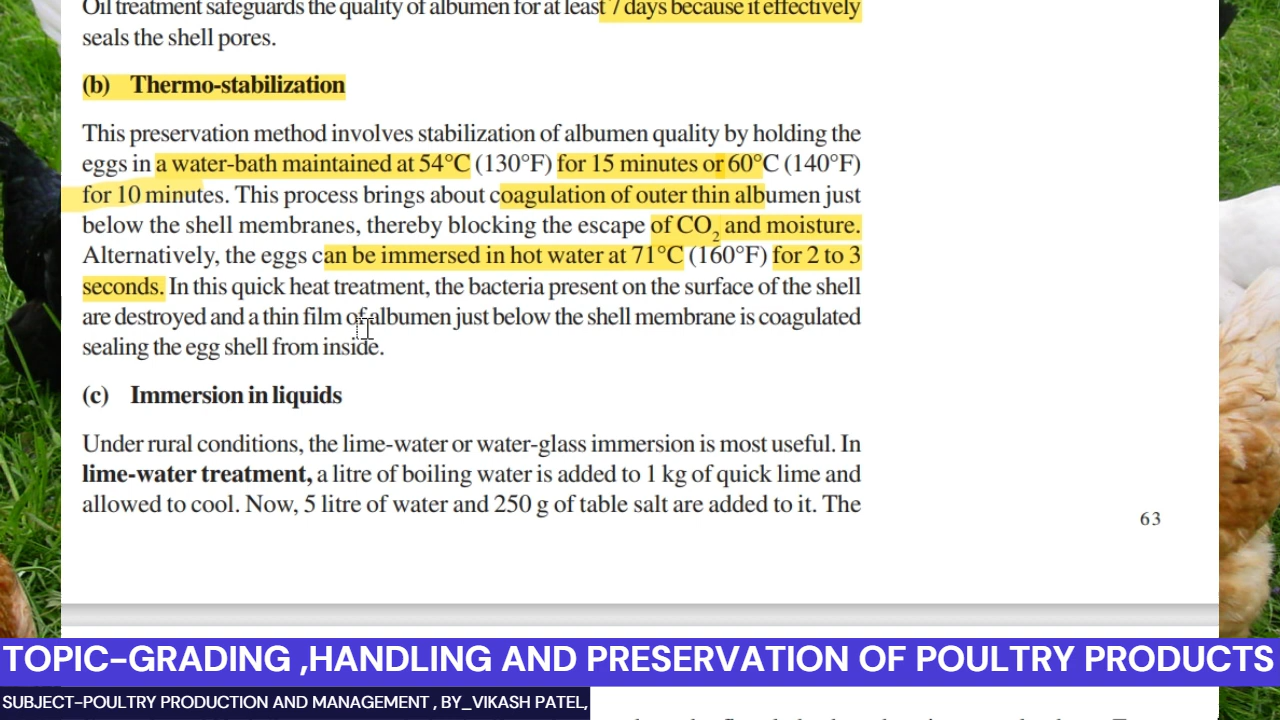 Oil treatment safeguards the quality of albumen for at least 7 days because it effectively
seals the shell pores.
(b) Thermo-stabilization
This preservation method involves stabilization of albumen quality by holding the
eggs in a water-bath maintained at 54°C (130°F) for 15 minutes or 60°C (140°F)
for 10 minutes. This process brings about coagulation of outer thin albumen just
below the shell membranes, thereby blocking the escape of CO₂ and moisture.
Alternatively, the eggs can be immersed in hot water at 71°C (160°F) for 2 to 3
seconds. In this quick heat treatment, the bacteria present on the surface of the shell
are destroyed and a thin film of albumen just below the shell membrane is coagulated
sealing the egg shell from inside.
(c) Immersion in liquids
Under rural conditions, the lime-water or water-glass immersion is most useful. In
lime-water treatment, a litre of boiling water is added to 1 kg of quick lime and
allowed to cool. Now, 5 litre of water and 250 g of table salt are added to it. The
63
TOPIC-GRADING ,HANDLING AND PRESERVATION OF POULTRY PRODUCTS
SUBJECT-POULTRY PRODUCTION AND MANAGEMENT , BY_VIKASH PATEL,